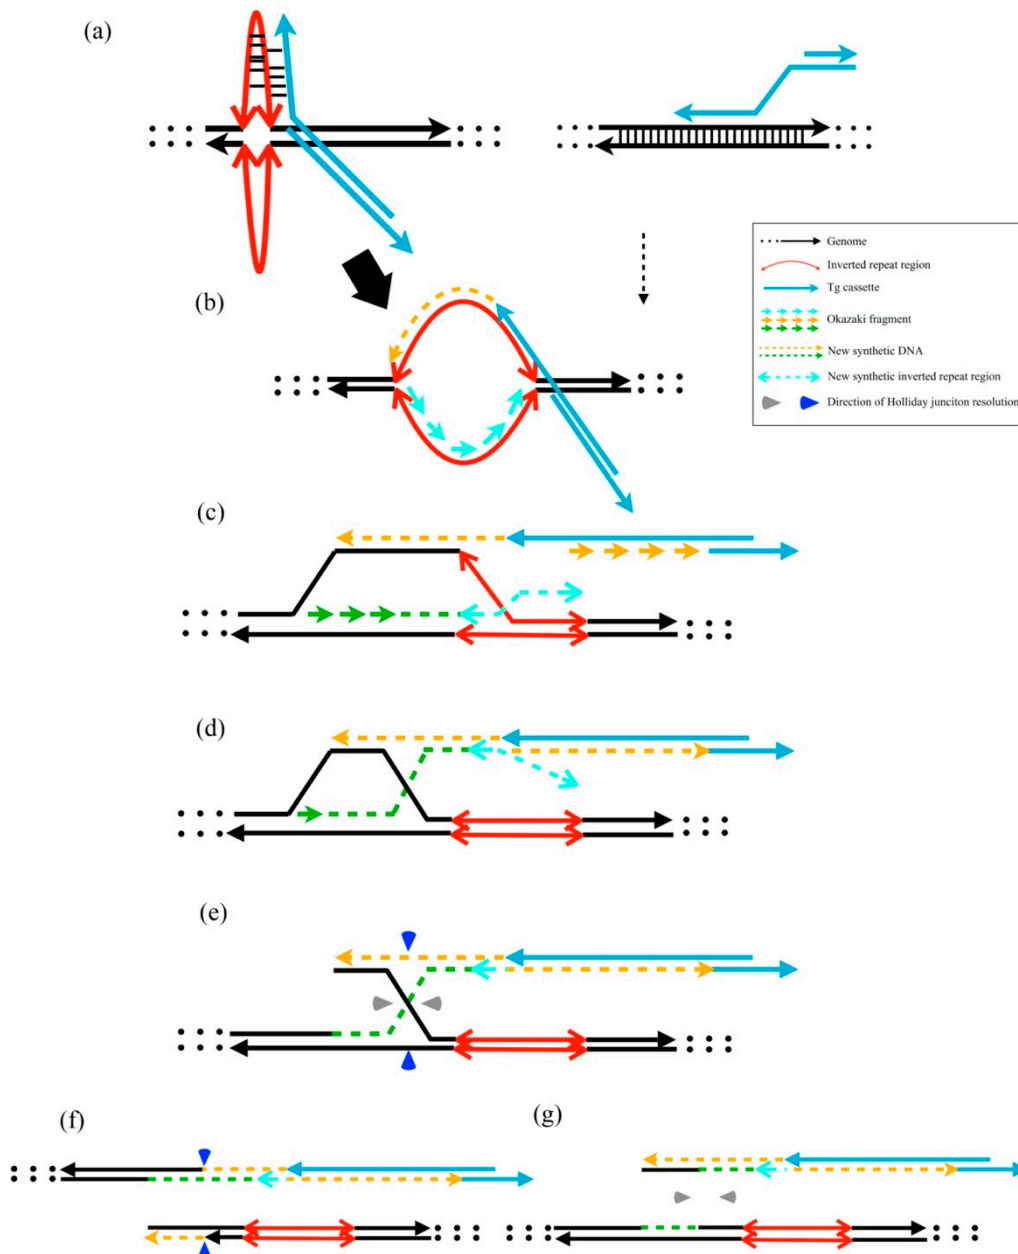 (a)
Genome
Inverted repeat region
Tg cassette
Okazaki fragment
New synthetic DNA
New synthetic inverted repeat region
Direction of Holliday junciton resolution
(b)
(c)
(d)
(e)
(f)
(g)